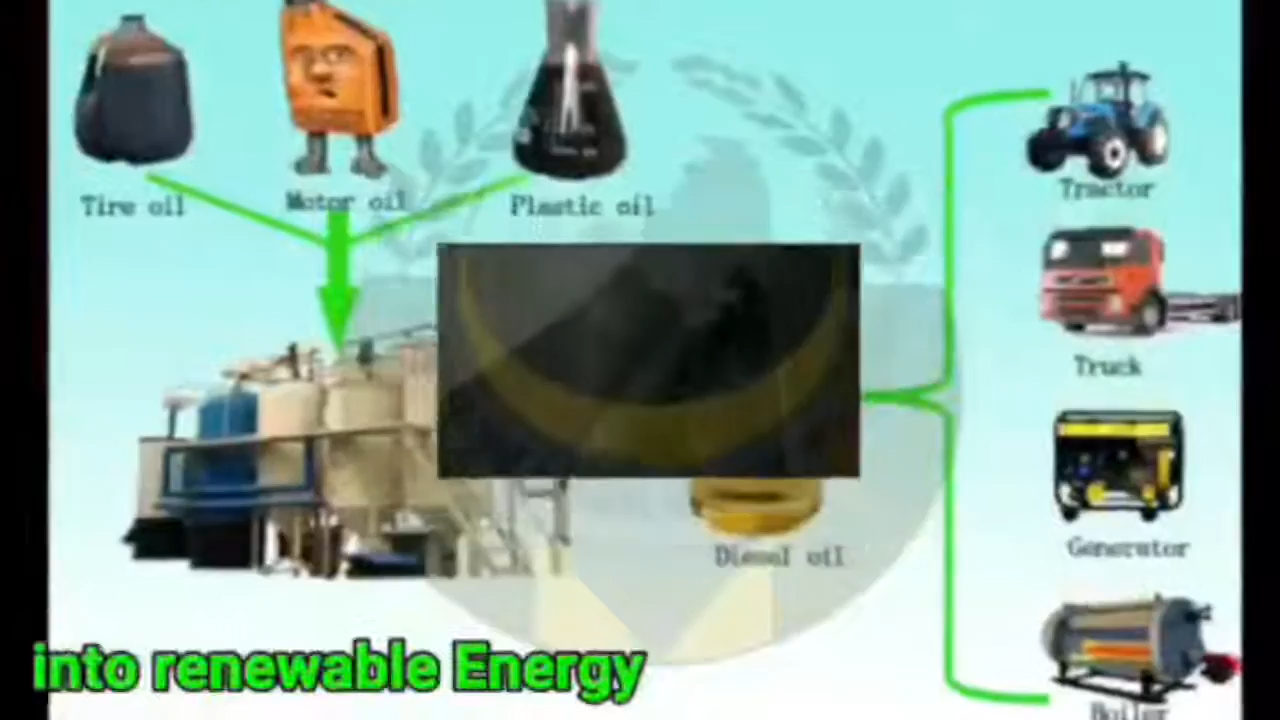 Tire oil
Motor oil
Plastic oil
Tractor
Truck
Diesel oil
Generator
Boiler
into renewable Energy